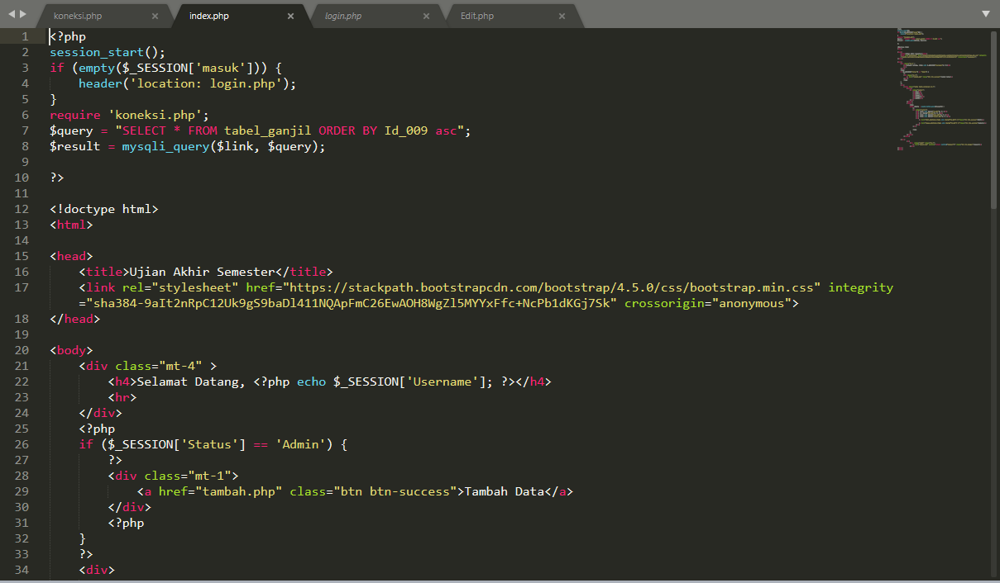 koneksi.php × index.php × login.php × Edit.php ×
1 <?php
2 session_start();
3 if (empty($_SESSION['masuk'])) {
4 header('location: login.php');
5 }
6 require 'koneksi.php';
7 $query = "SELECT * FROM tabel_ganjil ORDER BY Id_009 asc";
8 $result = mysqli_query($link, $query);
9
10 ?>
11
12 <!doctype html>
13 <html>
14
15 <head>
16 <title>Ujian Akhir Semester</title>
17 <link rel="stylesheet" href="https://stackpath.bootstrapcdn.com/bootstrap/4.5.0/css/bootstrap.min.css" integrity
="sha384-9aIt2nRpC12Uk9gS9baDl411NQApFmC26EwAOH8WgZl5MYYxFfc+NcPb1dKGj7Sk" crossorigin="anonymous">
18 </head>
19
20 <body>
21 <div class="mt-4" >
22 <h4>Selamat Datang, <?php echo $_SESSION['Username']; ?></h4>
23 <hr>
24 </div>
25 <?php
26 if ($_SESSION['Status'] == 'Admin') {
27 ?>
28 <div class="mt-1">
29 <a href="tambah.php" class="btn btn-success">Tambah Data</a>
30 </div>
31 <?php
32 }
33 ?>
34 <div>